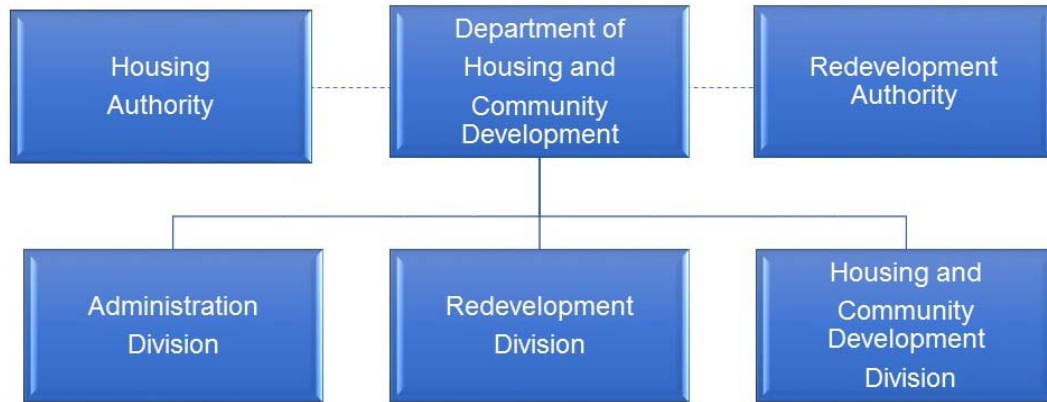 Housing
Authority
Department of
Housing and
Community
Development
Redevelopment
Authority
Administration
Division
Redevelopment
Division
Housing and
Community
Development
Division